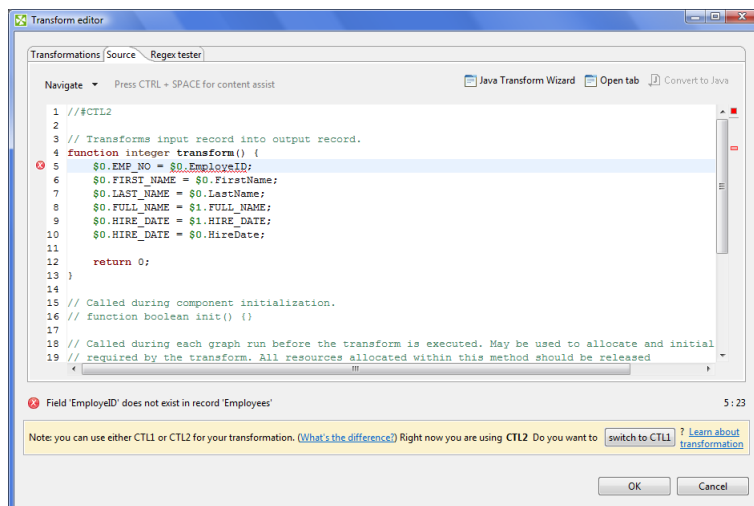 Transform editor
Transformations Source Regex tester
Navigate Press CTRL + SPACE for content assist Java Transform Wizard Open tab Convert to Java
1 //#CTL2
2
3 // Transforms input record into output record.
4 function integer transform() {
5 $0.EMP_NO = $0.EmployeID;
6 $0.FIRST_NAME = $0.FirstName;
7 $0.LAST_NAME = $0.LastName;
8 $0.FULL_NAME = $1.FULL_NAME;
9 $0.HIRE_DATE = $1.HIRE_DATE;
10 $0.HIRE_DATE = $0.HireDate;
11
12 return 0;
13 }
14
15 // Called during component initialization.
16 // function boolean init() {}
17
18 // Called during each graph run before the transform is executed. May be used to allocate and initial
19 // required by the transform. All resources allocated within this method should be released
Field 'EmployeID' does not exist in record 'Employees' 5 : 23
Note: you can use either CTL1 or CTL2 for your transformation. (What's the difference?) Right now you are using CTL2 Do you want to switch to CTL1 ? Learn about
transformation
OK Cancel